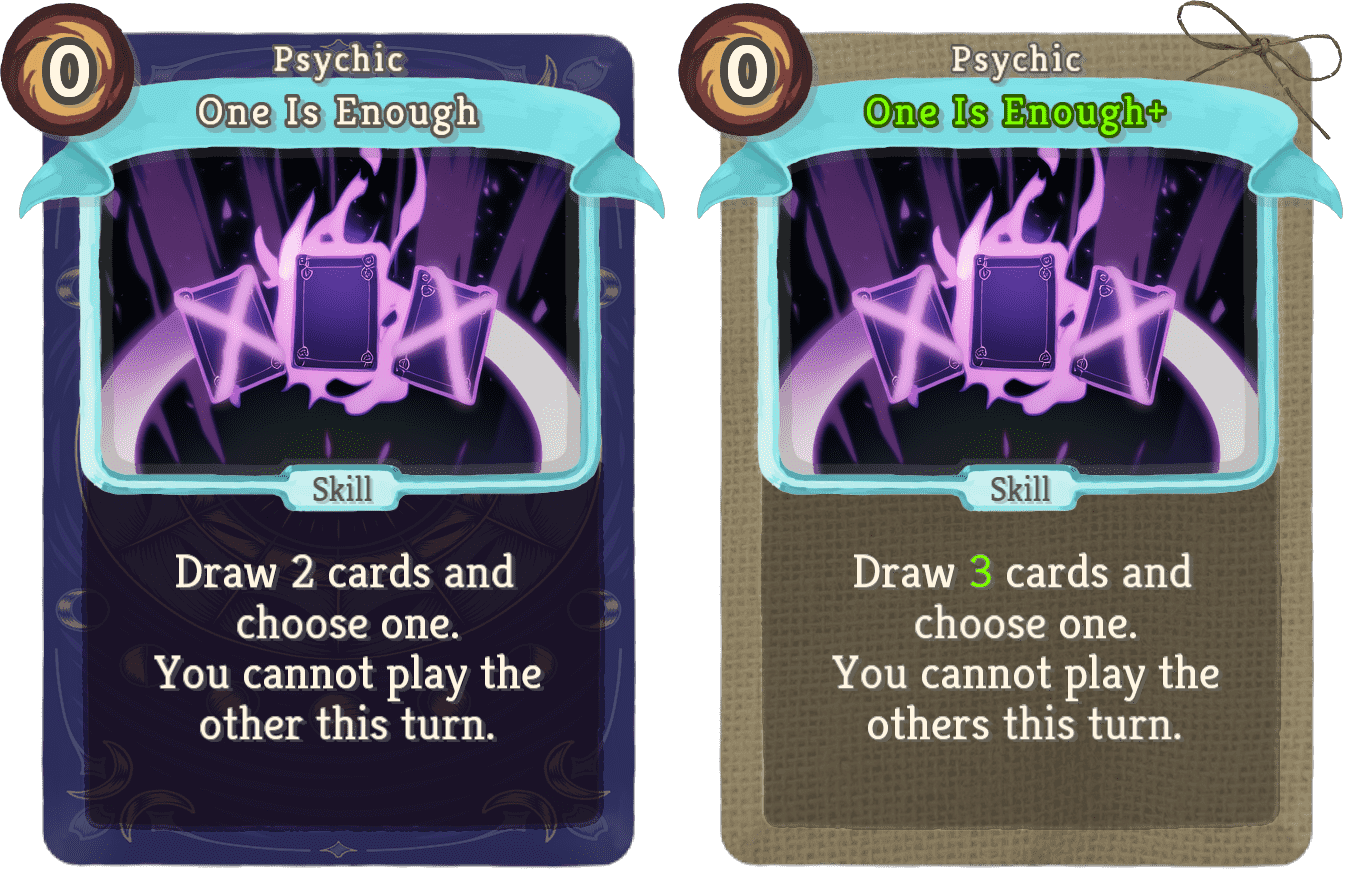 0
Psychic
One Is Enough
Skill
Draw 2 cards and
choose one.
You cannot play the
other this turn.
0
Psychic
One Is Enough+
Skill
Draw 3 cards and
choose one.
You cannot play the
others this turn.